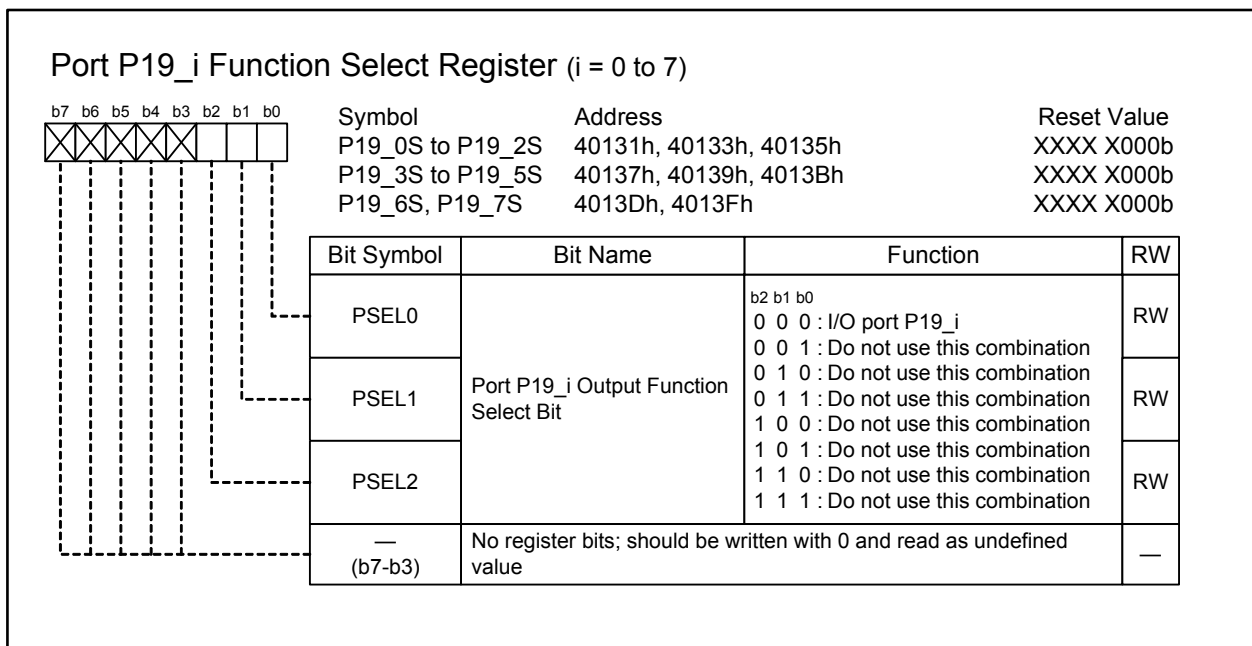 Port P19_i Function Select Register (i = 0 to 7)
b7 b6 b5 b4 b3 b2 b1 b0
Symbol Address Reset Value
P19_0S to P19_2S 40131h, 40133h, 40135h XXXX X000b
P19_3S to P19_5S 40137h, 40139h, 4013Bh XXXX X000b
P19_6S, P19_7S 4013Dh, 4013Fh XXXX X000b
Bit Symbol Bit Name Function RW
PSEL0 RW
PSEL1 RW
PSEL2 RW
Port P19_i Output Function
Select Bit
b2 b1 b0
0 0 0 : I/O port P19_i
0 0 1 : Do not use this combination
0 1 0 : Do not use this combination
0 1 1 : Do not use this combination
1 0 0 : Do not use this combination
1 0 1 : Do not use this combination
1 1 0 : Do not use this combination
1 1 1 : Do not use this combination
—
(b7-b3)
No register bits; should be written with 0 and read as undefined
value
—